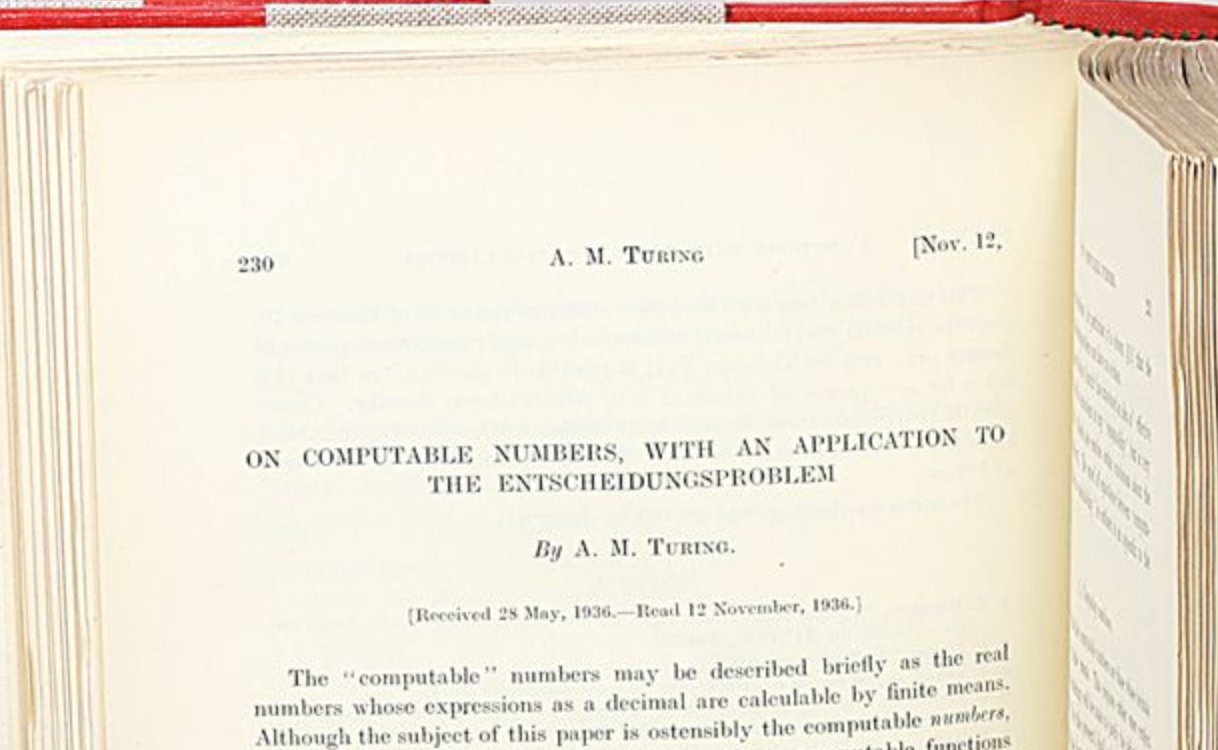 230 A. M. TURING [Nov. 12,
ON COMPUTABLE NUMBERS, WITH AN APPLICATION TO
THE ENTSCHEIDUNGSPROBLEM
By A. M. TURING.
[Received 28 May, 1936.—Read 12 November, 1936.]
The "computable" numbers may be described briefly as the real
numbers whose expressions as a decimal are calculable by finite means.
Although the subject of this paper is ostensibly the computable numbers,
functions